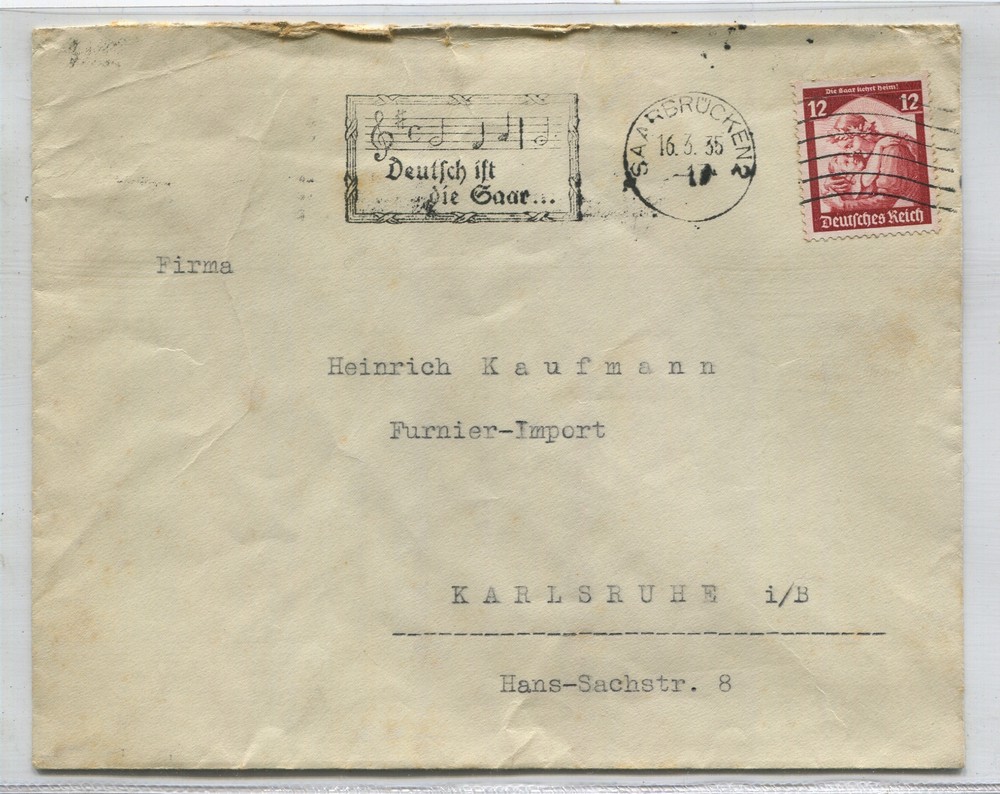 Deutsch ist
die Saar...
SAARBRÜCKEN 2
16.3.35
Die Saar kehrt heim!
12 12
Deutsches Reich
Firma
Heinrich Kaufmann
Furnier-Import
KARLSRUHE i/B
Hans-Sachstr. 8